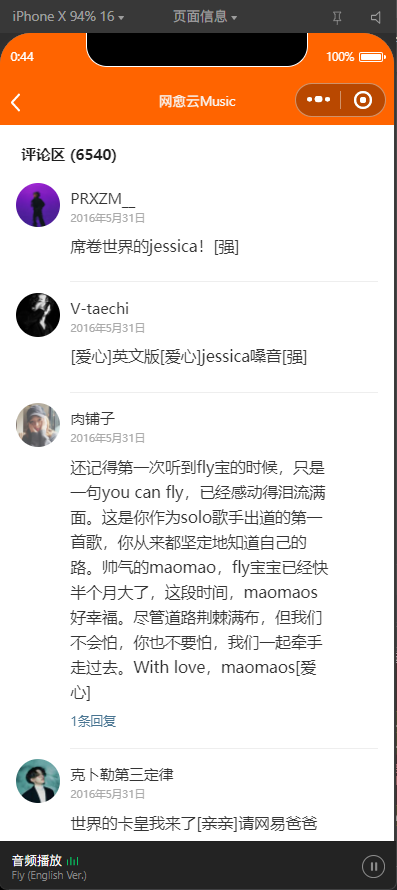 iPhone X 94% 16
页面信息
0:44
100%
网愈云Music
评论区 (6540)
PRXZM__
2016年5月31日
席卷世界的jessica！[强]
V-taechi
2016年5月31日
[爱心]英文版[爱心]jessica嗓音[强]
肉铺子
2016年5月31日
还记得第一次听到fly宝的时候，只是
一句you can fly，已经感动得泪流满
面。这是你作为solo歌手出道的第一
首歌，你从来都坚定地知道自己的
路。帅气的maomao，fly宝宝已经快
半个月大了，这段时间，maomaos
好幸福。尽管道路荆棘满布，但我们
不会怕，你也不要怕，我们一起牵手
走过去。With love，maomaos[爱
心]
1条回复
克卜勒第三定律
2016年5月31日
世界的卡皇我来了[亲亲]请网易爸爸
音频播放
Fly (English Ver.)